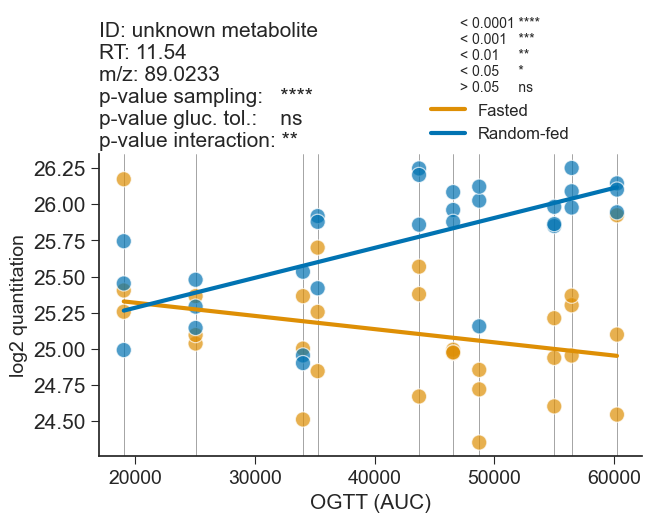 ID: unknown metabolite
RT: 11.54
m/z: 89.0233
p-value sampling: ****
p-value gluc. tol.: ns
p-value interaction: **
< 0.0001 ****
< 0.001 ***
< 0.01 **
< 0.05 *
> 0.05 ns
Fasted
Random-fed
log2 quantitation
26.25
26.00
25.75
25.50
25.25
25.00
24.75
24.50
20000 30000 40000 50000 60000
OGTT (AUC)